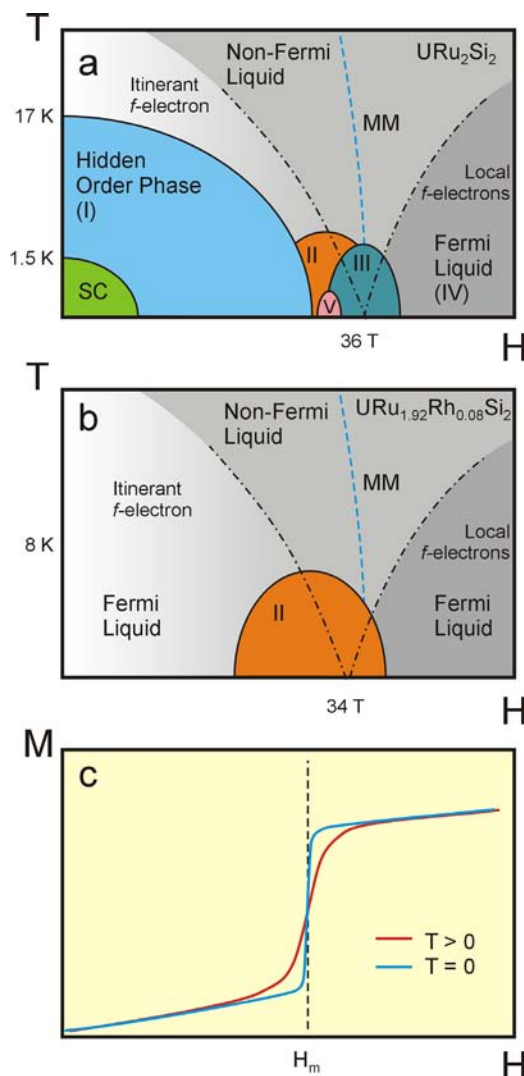 T
a
Non-Fermi
Liquid
URu₂Si₂
Itinerant
f-electron
MM
17 K
Hidden
Order Phase
(I)
Local
f-electrons
1.5 K
SC
II
III
V
Fermi
Liquid
(IV)
36 T
H
T
b
Non-Fermi
Liquid
URu₁.₉₂Rh₀.₀₈Si₂
MM
Itinerant
f-electron
8 K
Local
f-electrons
Fermi
Liquid
II
Fermi
Liquid
34 T
H
M
c
T > 0
T = 0
Hₘ
H